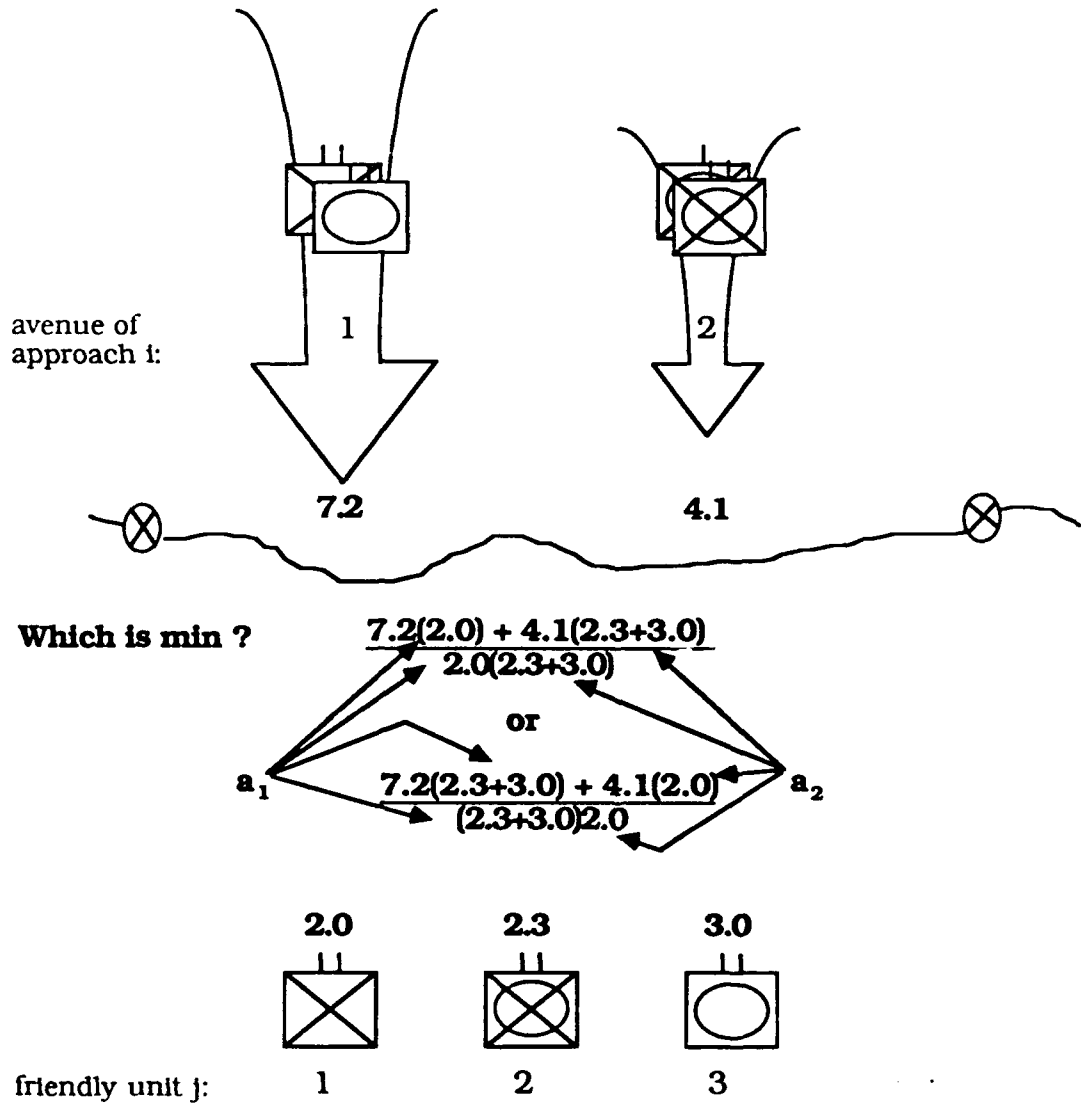 1
2
avenue of
approach i:
7.2
4.1
Which is min ?
7.2(2.0) + 4.1(2.3+3.0)
2.0(2.3+3.0)
or
a₁
7.2(2.3+3.0) + 4.1(2.0)
a₂
(2.3+3.0)2.0
2.0
2.3
3.0
friendly unit j:
1
2
3